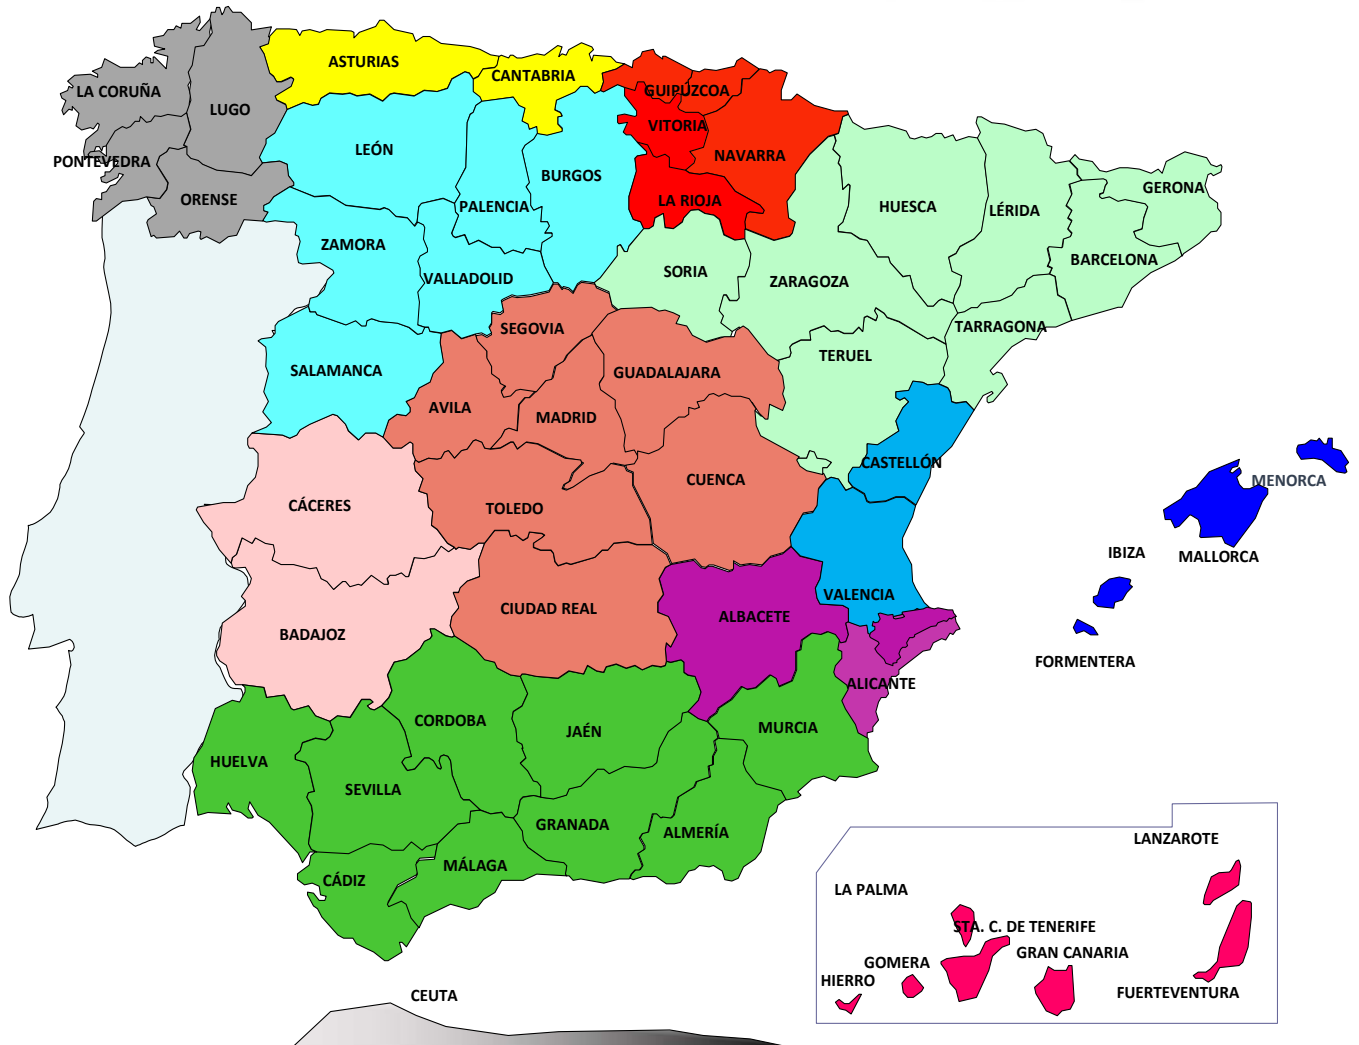 ASTURIAS
CANTABRIA
LA CORUÑA
LUGO
GUIPÚZCOA
VITORIA
LEÓN
NAVARRA
PONTEVEDRA
BURGOS
GERONA
ORENSE
PALENCIA
LA RIOJA
HUESCA
LÉRIDA
ZAMORA
BARCELONA
VALLADOLID
SORIA
ZARAGOZA
SEGOVIA
TARRAGONA
TERUEL
SALAMANCA
GUADALAJARA
AVILA
MADRID
CASTELLÓN
CUENCA
MENORCA
CÁCERES
TOLEDO
IBIZA
MALLORCA
VALENCIA
CIUDAD REAL
ALBACETE
BADAJOZ
FORMENTERA
ALICANTE
CORDOBA
JAÉN
MURCIA
HUELVA
SEVILLA
GRANADA
ALMERÍA
LANZAROTE
MÁLAGA
CÁDIZ
LA PALMA
STA. C. DE TENERIFE
GRAN CANARIA
GOMERA
HIERRO
FUERTEVENTURA
CEUTA